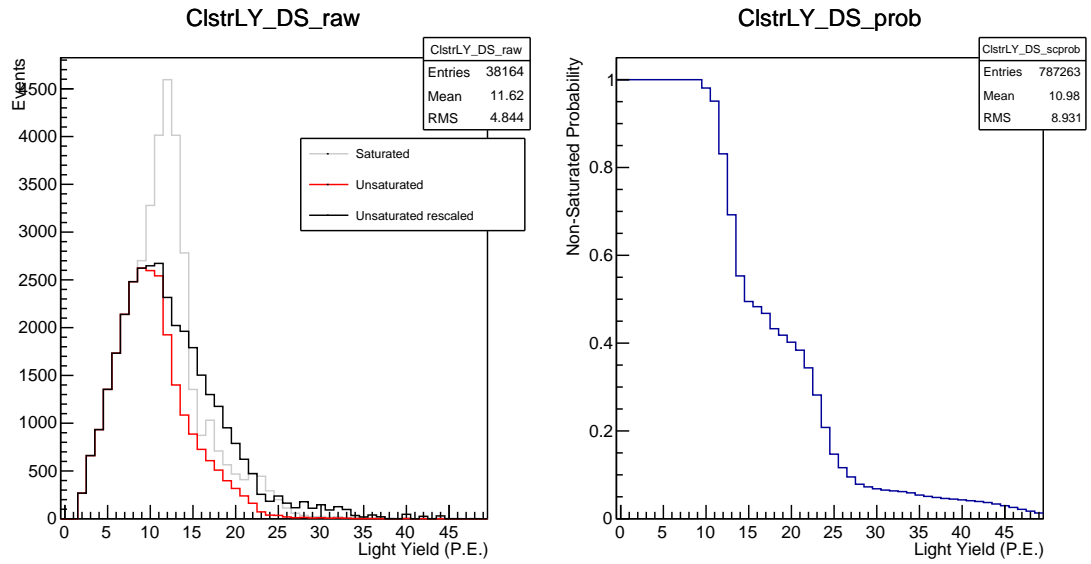 ClstrLY_DS_raw
Events
4500
4000
3500
3000
2500
2000
1500
1000
500
0
0 5 10 15 20 25 30 35 40 45
Light Yield (P.E.)
ClstrLY_DS_raw
Entries 38164
Mean 11.62
RMS 4.844
Saturated
Unsaturated
Unsaturated rescaled
ClstrLY_DS_prob
Non-Saturated Probability
1
0.8
0.6
0.4
0.2
0
0 5 10 15 20 25 30 35 40 45
Light Yield (P.E.)
ClstrLY_DS_scprob
Entries 787263
Mean 10.98
RMS 8.931